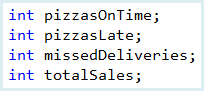 int pizzasOnTime;
int pizzasLate;
int missedDeliveries;
int totalSales;